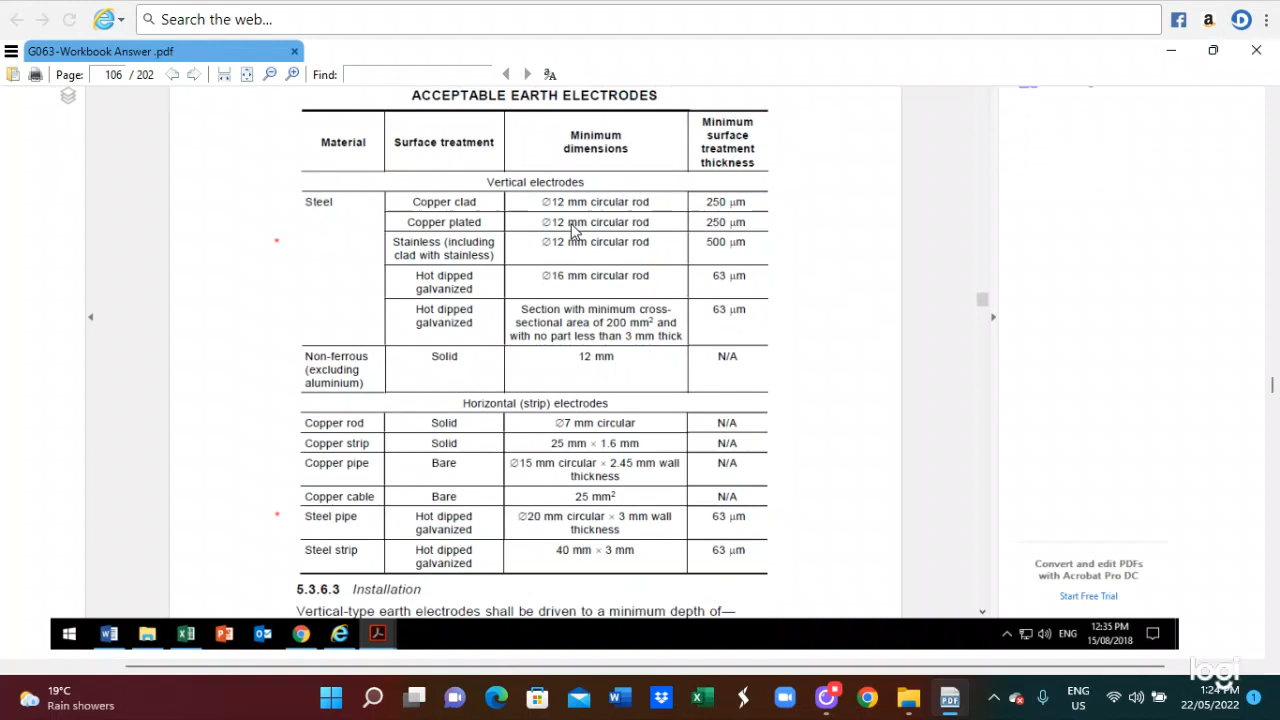 Search the web...
G063-Workbook Answer .pdf
Page: 106 / 202 Find:
ACCEPTABLE EARTH ELECTRODES
Material Surface treatment Minimum dimensions Minimum surface treatment thickness
Vertical electrodes
Steel Copper clad ∅12 mm circular rod 250 μm
Copper plated ∅12 mm circular rod 250 μm
* Stainless (including clad with stainless) ∅12 mm circular rod 500 μm
Hot dipped galvanized ∅16 mm circular rod 63 μm
Hot dipped galvanized Section with minimum cross-sectional area of 200 mm² and with no part less than 3 mm thick 63 μm
Non-ferrous (excluding aluminium) Solid 12 mm N/A
Horizontal (strip) electrodes
Copper rod Solid ∅7 mm circular N/A
Copper strip Solid 25 mm × 1.6 mm N/A
Copper pipe Bare ∅15 mm circular × 2.45 mm wall thickness N/A
Copper cable Bare 25 mm² N/A
* Steel pipe Hot dipped galvanized ∅20 mm circular × 3 mm wall thickness 63 μm
Steel strip Hot dipped galvanized 40 mm × 3 mm 63 μm
5.3.6.3 Installation
Vertical-type earth electrodes shall be driven to a minimum depth of—
Convert and edit PDFs
with Acrobat Pro DC
Start Free Trial
ENG
12:35 PM
15/08/2018
logi
19°C
Rain showers
ENG
US
1:24 PM
22/05/2022